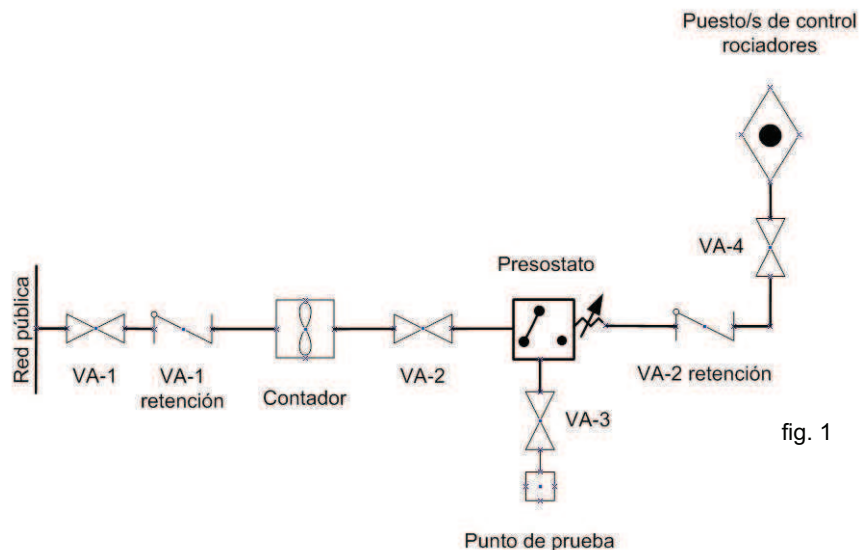 Puesto/s de control
rociadores
VA-4
Presostato
Red pública
VA-1
VA-1
retención
Contador
VA-2
VA-2 retención
VA-3
fig. 1
Punto de prueba